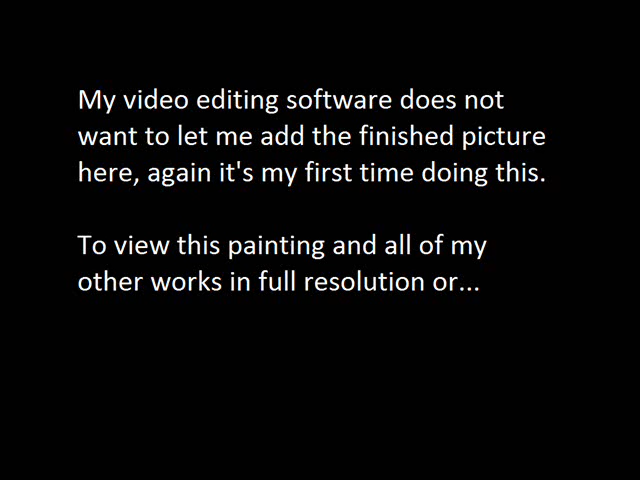 My video editing software does not
want to let me add the finished picture
here, again it's my first time doing this.
To view this painting and all of my
other works in full resolution or...